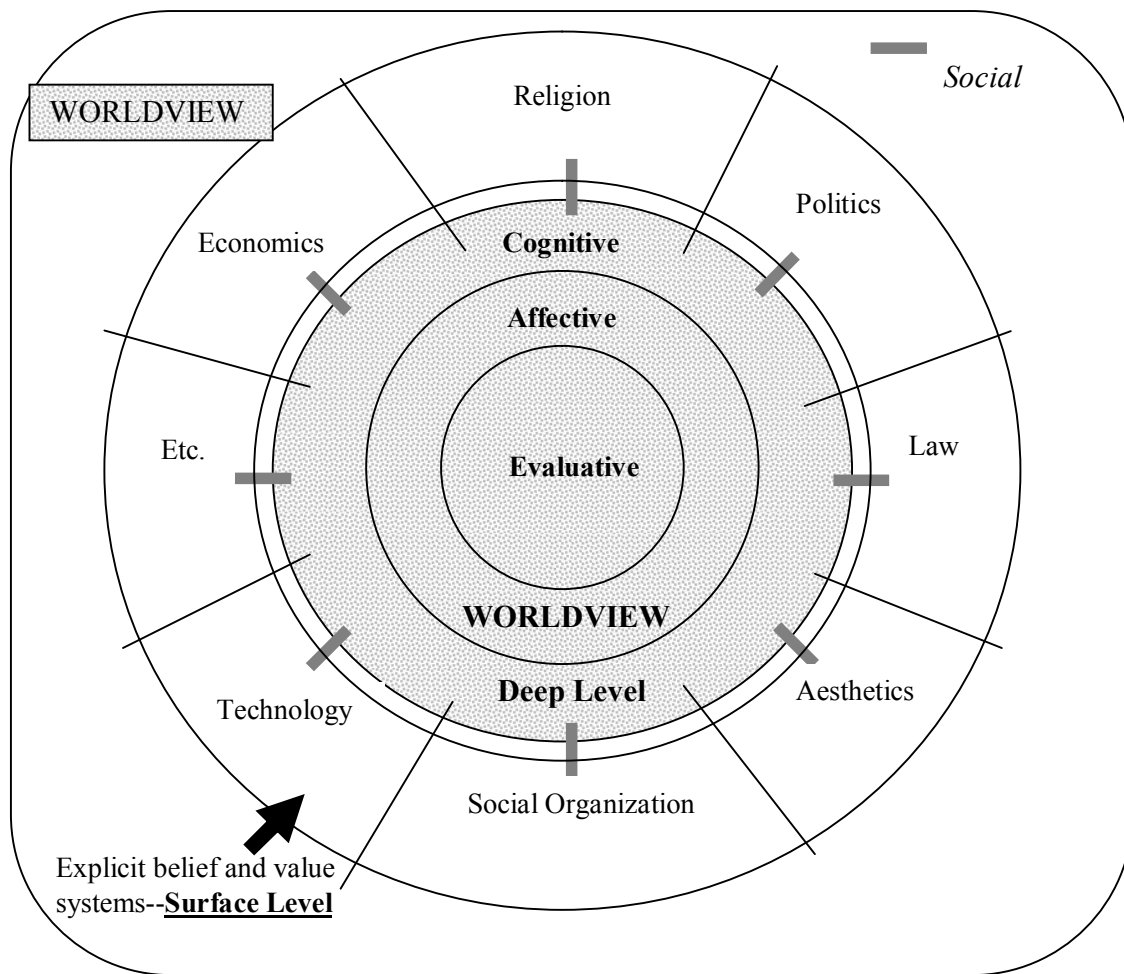 Social
WORLDVIEW
Religion
Politics
Economics
Cognitive
Affective
Etc.
Evaluative
Law
WORLDVIEW
Deep Level
Aesthetics
Technology
Social Organization
Explicit belief and value
systems--Surface Level